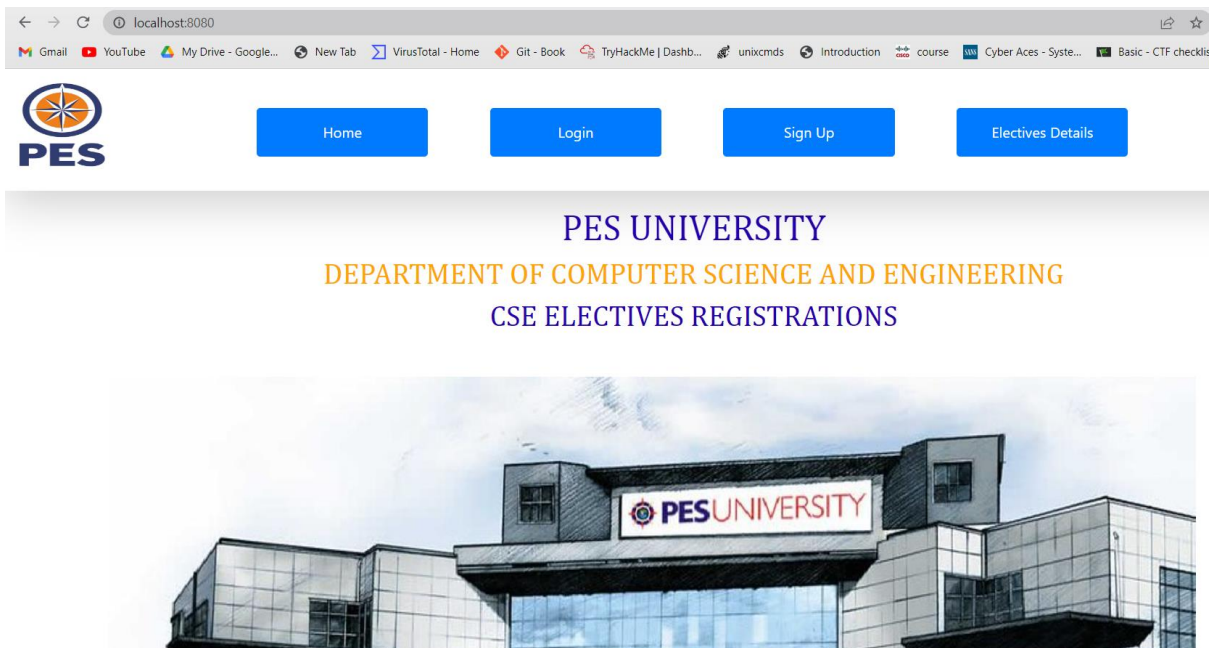 localhost:8080
Gmail YouTube My Drive - Google... New Tab VirusTotal - Home Git - Book TryHackMe | Dashb... unixcmds Introduction course Cyber Aces - Syste... Basic - CTF checklis
PES
Home Login Sign Up Electives Details
PES UNIVERSITY
DEPARTMENT OF COMPUTER SCIENCE AND ENGINEERING
CSE ELECTIVES REGISTRATIONS
PESUNIVERSITY